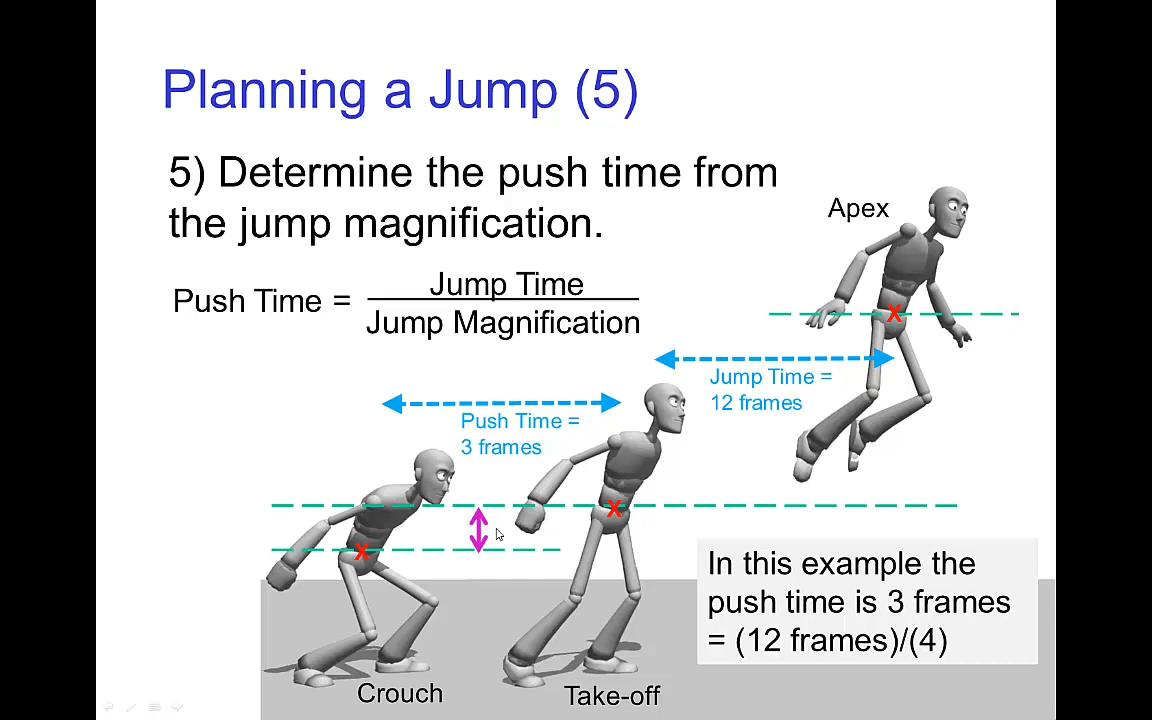 Planning a Jump (5)
5) Determine the push time from
the jump magnification.
Push Time =
Jump Time
Jump Magnification
Apex
Jump Time =
12 frames
Push Time =
3 frames
X
X
X
In this example the
push time is 3 frames
= (12 frames)/(4)
Crouch
Take-off